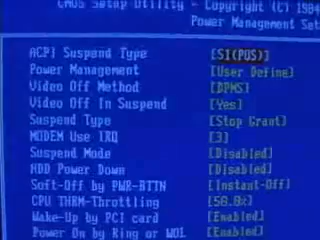 CMOS Setup Utility - Copyright (C) 1984
Power Management Set
ACPI Suspend Type [S1(POS)]
Power Management [User Define]
Video Off Method [DPMS]
Video Off In Suspend [Yes]
Suspend Type [Stop Grant]
MODEM Use IRQ [3]
Suspend Mode [Disabled]
HDD Power Down [Disabled]
Soft-Off by PWR-BTTN [Instant-Off]
CPU THRM-Throttling [50.0%]
Wake-Up by PCI card [Enabled]
Power On by Ring or WOL [Enabled]